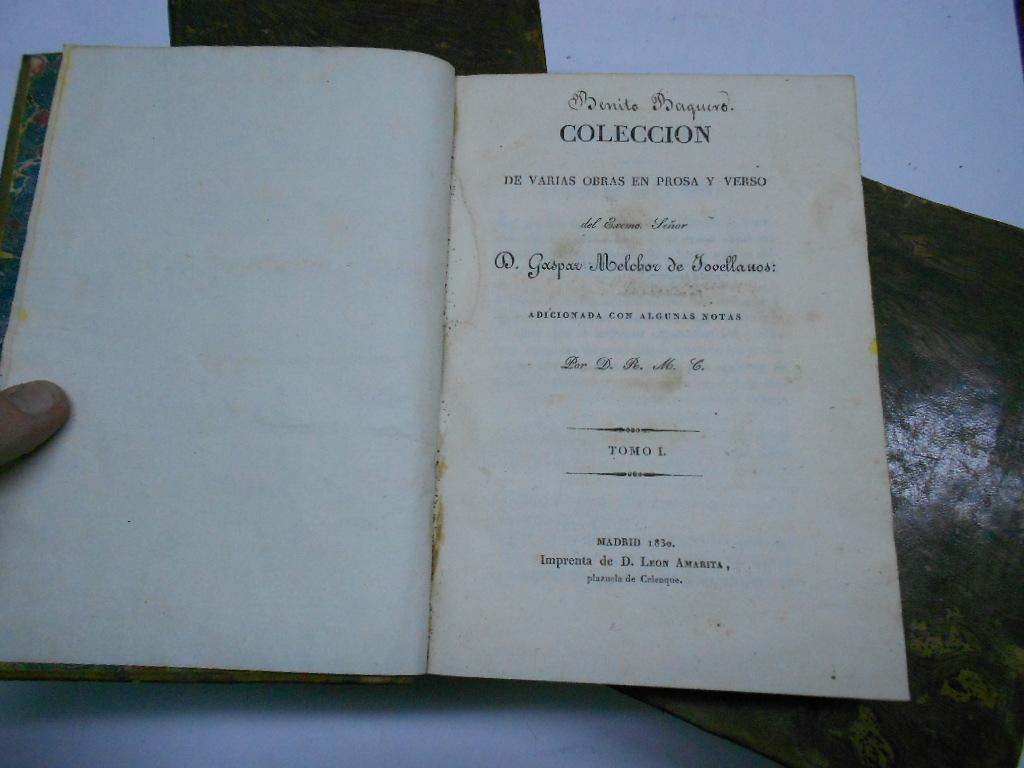 Benito Baquero.
COLECCION
DE VARIAS OBRAS EN PROSA Y VERSO
del Excmo. Señor
D. Gaspar Melchor de Jovellanos:
ADICIONADA CON ALGUNAS NOTAS
Por D. R. M. C.
TOMO I.
MADRID 1830.
Imprenta de D. LEON AMARITA,
plazuela de Celenque.